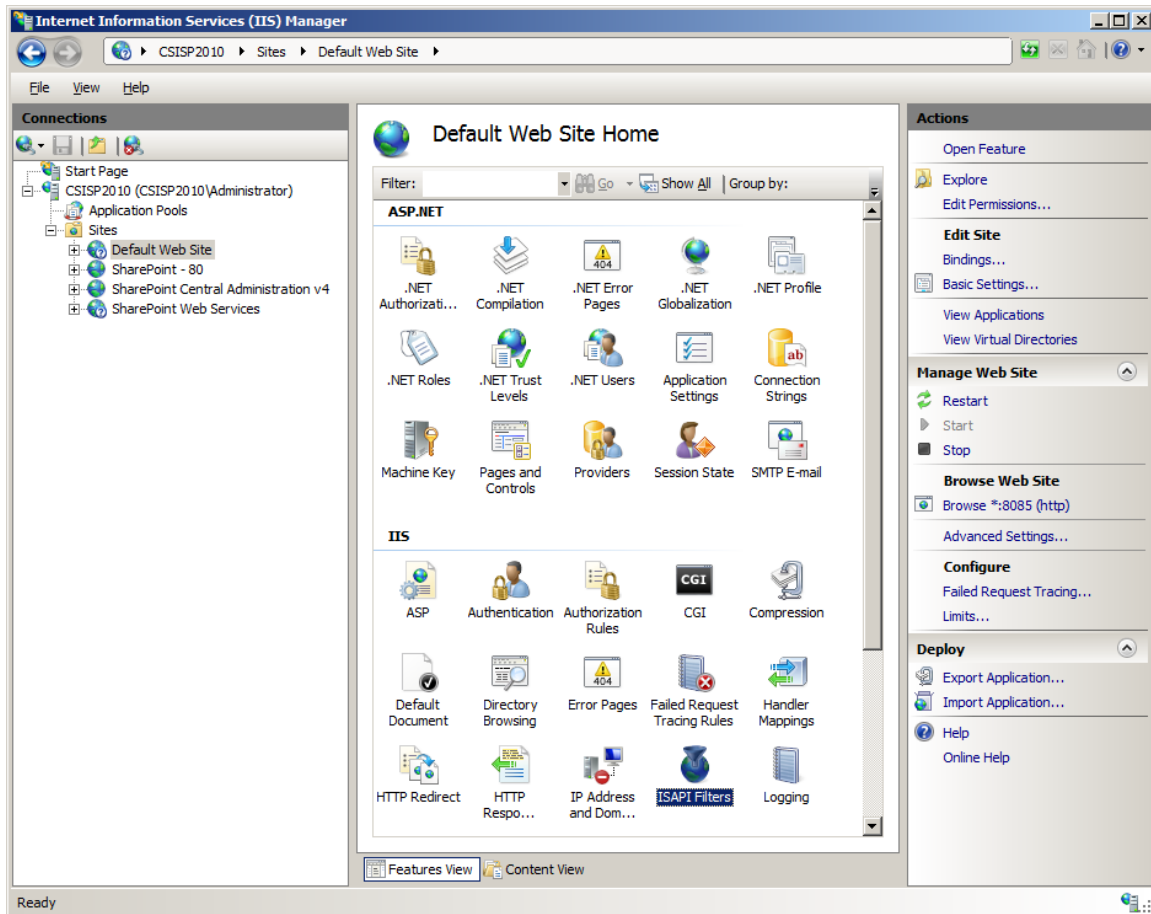 Internet Information Services (IIS) Manager
CSISP2010 Sites Default Web Site
File View Help
Connections
Start Page
CSISP2010 (CSISP2010\Administrator)
Application Pools
Sites
Default Web Site
SharePoint - 80
SharePoint Central Administration v4
SharePoint Web Services
Default Web Site Home
Filter: Go Show All Group by:
ASP.NET
.NET Authorizati...
.NET Compilation
.NET Error Pages
.NET Globalization
.NET Profile
.NET Roles
.NET Trust Levels
.NET Users
Application Settings
Connection Strings
Machine Key
Pages and Controls
Providers
Session State
SMTP E-mail
IIS
ASP
Authentication
Authorization Rules
CGI
Compression
Default Document
Directory Browsing
Error Pages
Failed Request Tracing Rules
Handler Mappings
HTTP Redirect
HTTP Respo...
IP Address and Dom...
ISAPI Filters
Logging
Features View
Content View
Actions
Open Feature
Explore
Edit Permissions...
Edit Site
Bindings...
Basic Settings...
View Applications
View Virtual Directories
Manage Web Site
Restart
Start
Stop
Browse Web Site
Browse *:8085 (http)
Advanced Settings...
Configure
Failed Request Tracing...
Limits...
Deploy
Export Application...
Import Application...
Help
Online Help
Ready